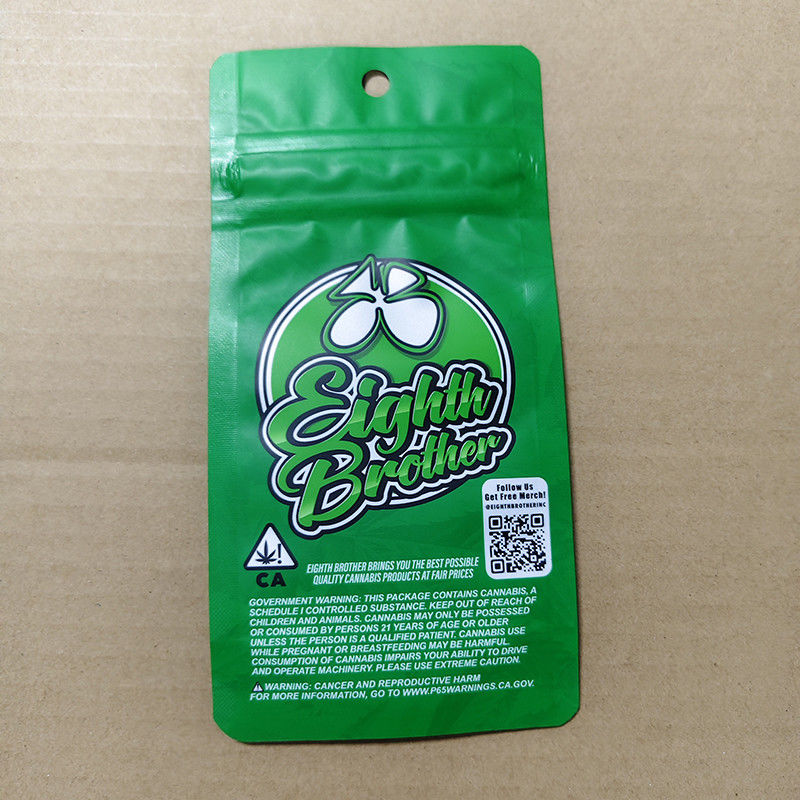 EB
Eighth
Brother
Follow Us
Get Free Merch!
@EIGHTHBROTHERINC
CA
EIGHTH BROTHER BRINGS YOU THE BEST POSSIBLE
QUALITY CANNABIS PRODUCTS AT FAIR PRICES
GOVERNMENT WARNING: THIS PACKAGE CONTAINS CANNABIS, A
SCHEDULE I CONTROLLED SUBSTANCE. KEEP OUT OF REACH OF
CHILDREN AND ANIMALS. CANNABIS MAY ONLY BE POSSESSED
OR CONSUMED BY PERSONS 21 YEARS OF AGE OR OLDER
UNLESS THE PERSON IS A QUALIFIED PATIENT. CANNABIS USE
WHILE PREGNANT OR BREASTFEEDING MAY BE HARMFUL.
CONSUMPTION OF CANNABIS IMPAIRS YOUR ABILITY TO DRIVE
AND OPERATE MACHINERY. PLEASE USE EXTREME CAUTION.
WARNING: CANCER AND REPRODUCTIVE HARM
FOR MORE INFORMATION, GO TO WWW.P65WARNINGS.CA.GOV.